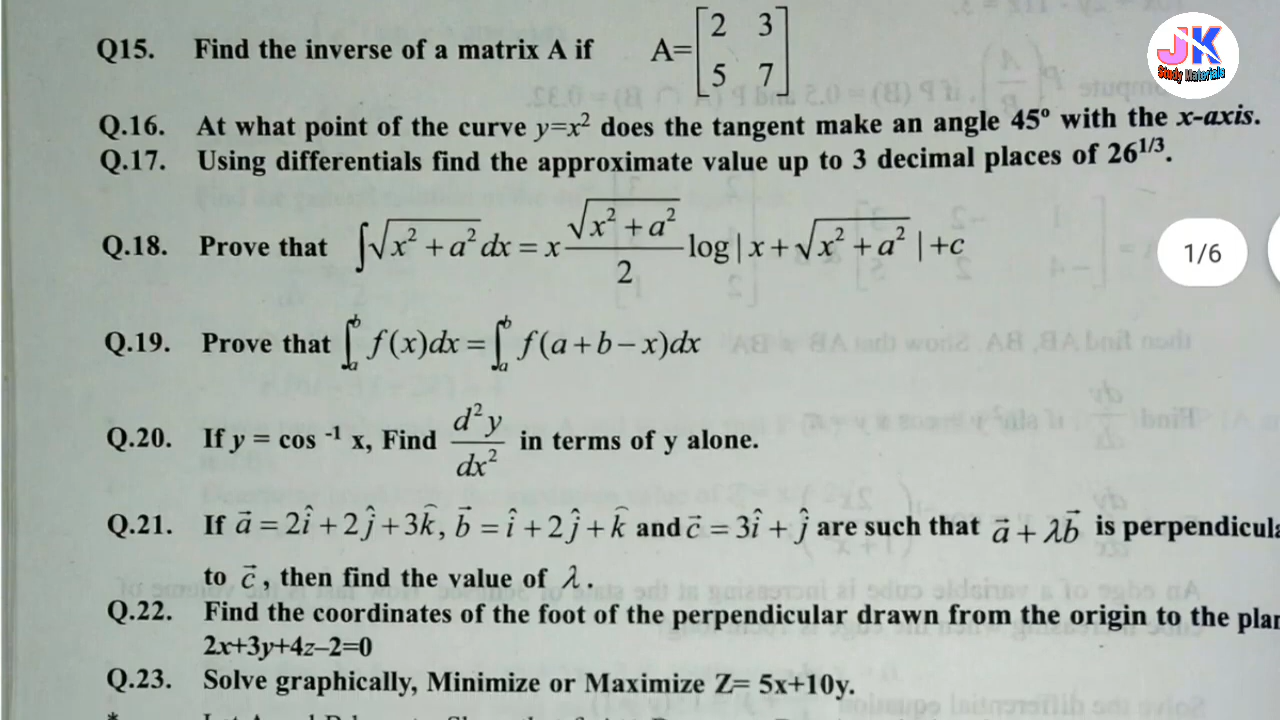 JK
Study Materials
Q15. Find the inverse of a matrix A if A= [2 3
5 7]
Q.16. At what point of the curve y=x² does the tangent make an angle 45º with the x-axis.
Q.17. Using differentials find the approximate value up to 3 decimal places of 26^{1/3}.
Q.18. Prove that ∫√(x² + a²) dx = x √(x² + a²)/2 log | x + √(x² + a²) | +c
1/6
Q.19. Prove that ∫_a^b f(x)dx = ∫_a^b f(a+b−x)dx
Q.20. If y = cos ⁻¹ x, Find d²y/dx² in terms of y alone.
Q.21. If a⃗ = 2î + 2ĵ + 3k̂, b⃗ = î + 2ĵ + k̂ and c⃗ = 3î + ĵ are such that a⃗ + λb⃗ is perpendicula
to c⃗, then find the value of λ.
Q.22. Find the coordinates of the foot of the perpendicular drawn from the origin to the plan
2x+3y+4z–2=0
Q.23. Solve graphically, Minimize or Maximize Z= 5x+10y.